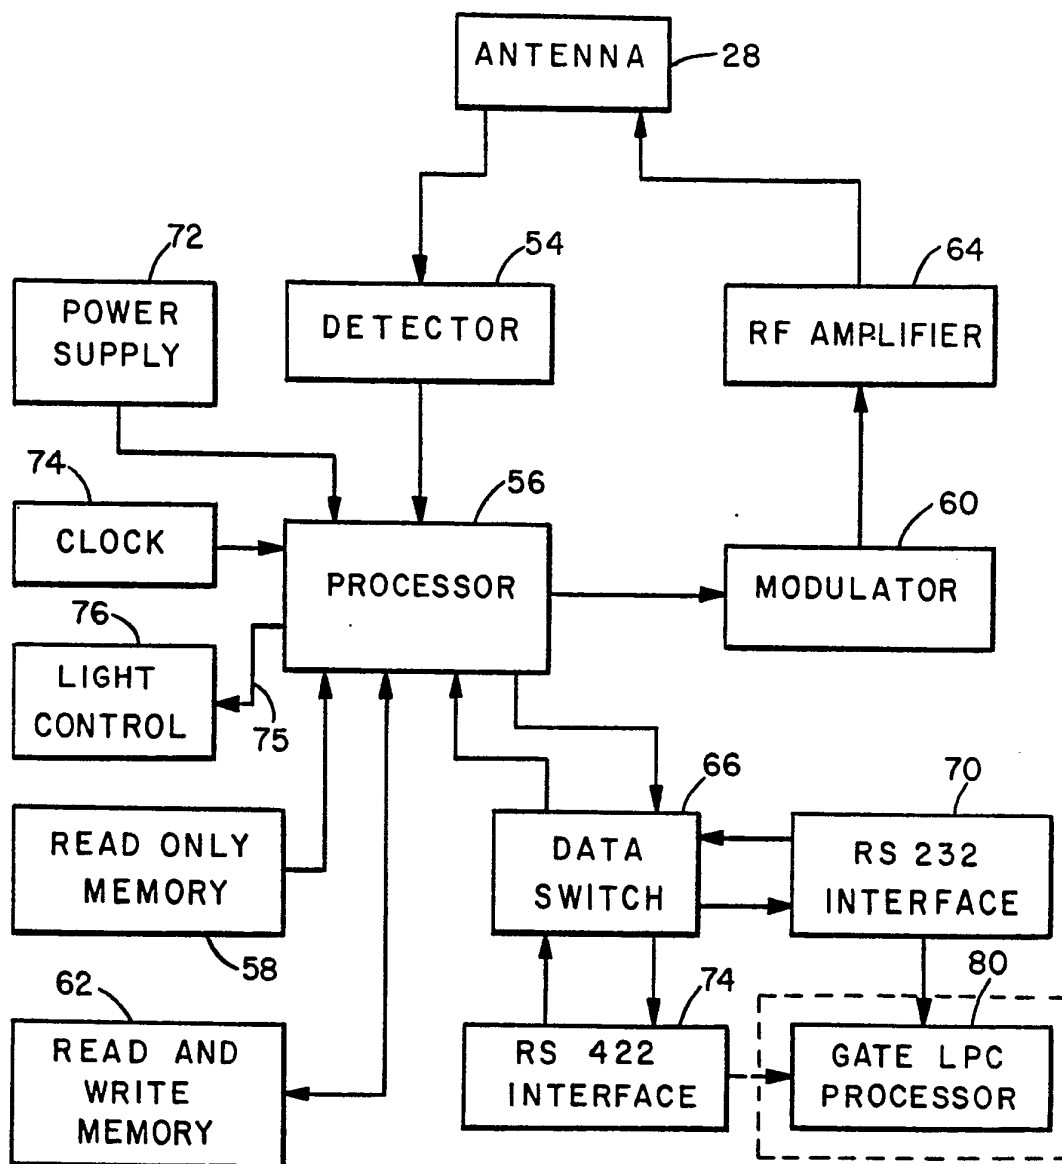 ANTENNA
28
72
54
64
POWER
SUPPLY
DETECTOR
RF AMPLIFIER
74
56
60
CLOCK
PROCESSOR
MODULATOR
76
LIGHT
CONTROL
75
66
70
READ ONLY
MEMORY
DATA
SWITCH
RS 232
INTERFACE
58
62
74
80
READ AND
WRITE
MEMORY
RS 422
INTERFACE
GATE LPC
PROCESSOR